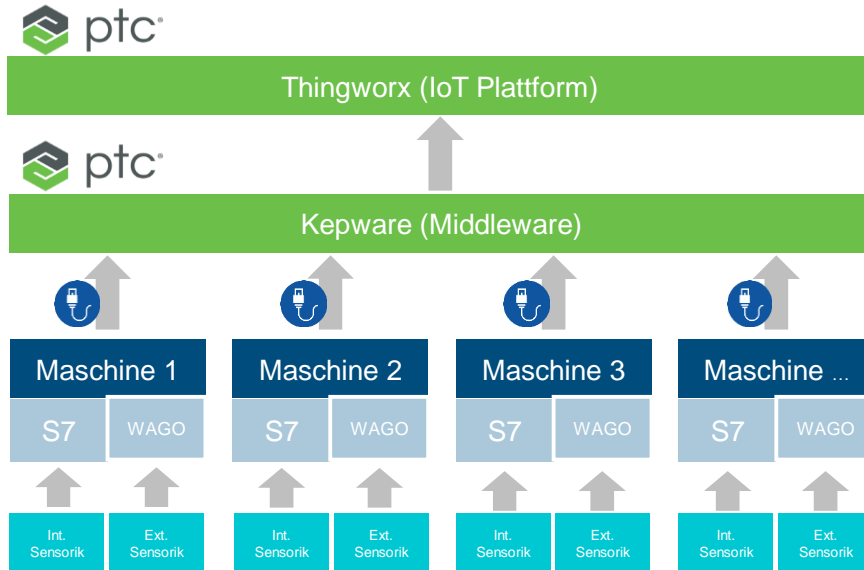 ptc
Thingworx (IoT Plattform)
ptc
Kepware (Middleware)
Maschine 1
Maschine 2
Maschine 3
Maschine ...
S7
WAGO
S7
WAGO
S7
WAGO
S7
WAGO
Int.
Sensorik
Ext.
Sensorik
Int.
Sensorik
Ext.
Sensorik
Int.
Sensorik
Ext.
Sensorik
Int.
Sensorik
Ext.
Sensorik